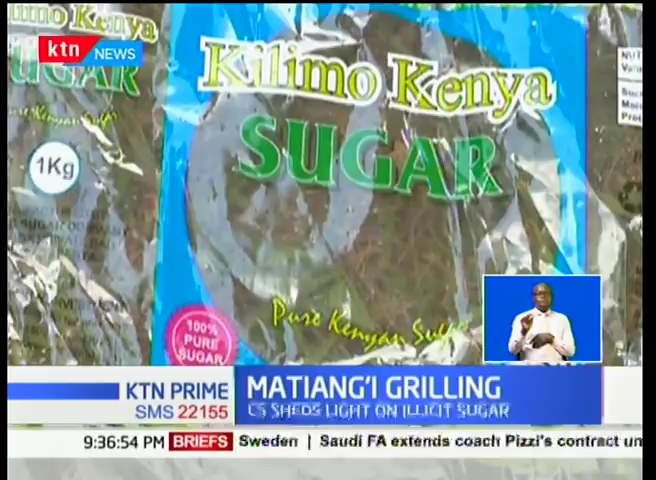 limo Kenya
UGAR
ktn NEWS
Kilimo Kenya
SUGAR
1Kg
Pure Kenyan Sugar
100%
PURE
SUGAR
KTN PRIME
SMS 22155
MATIANG'I GRILLING
CS SHEDS LIGHT ON ILLICIT SUGAR
9:36:54 PM BRIEFS Sweden | Saudi FA extends coach Pizzi's contract un